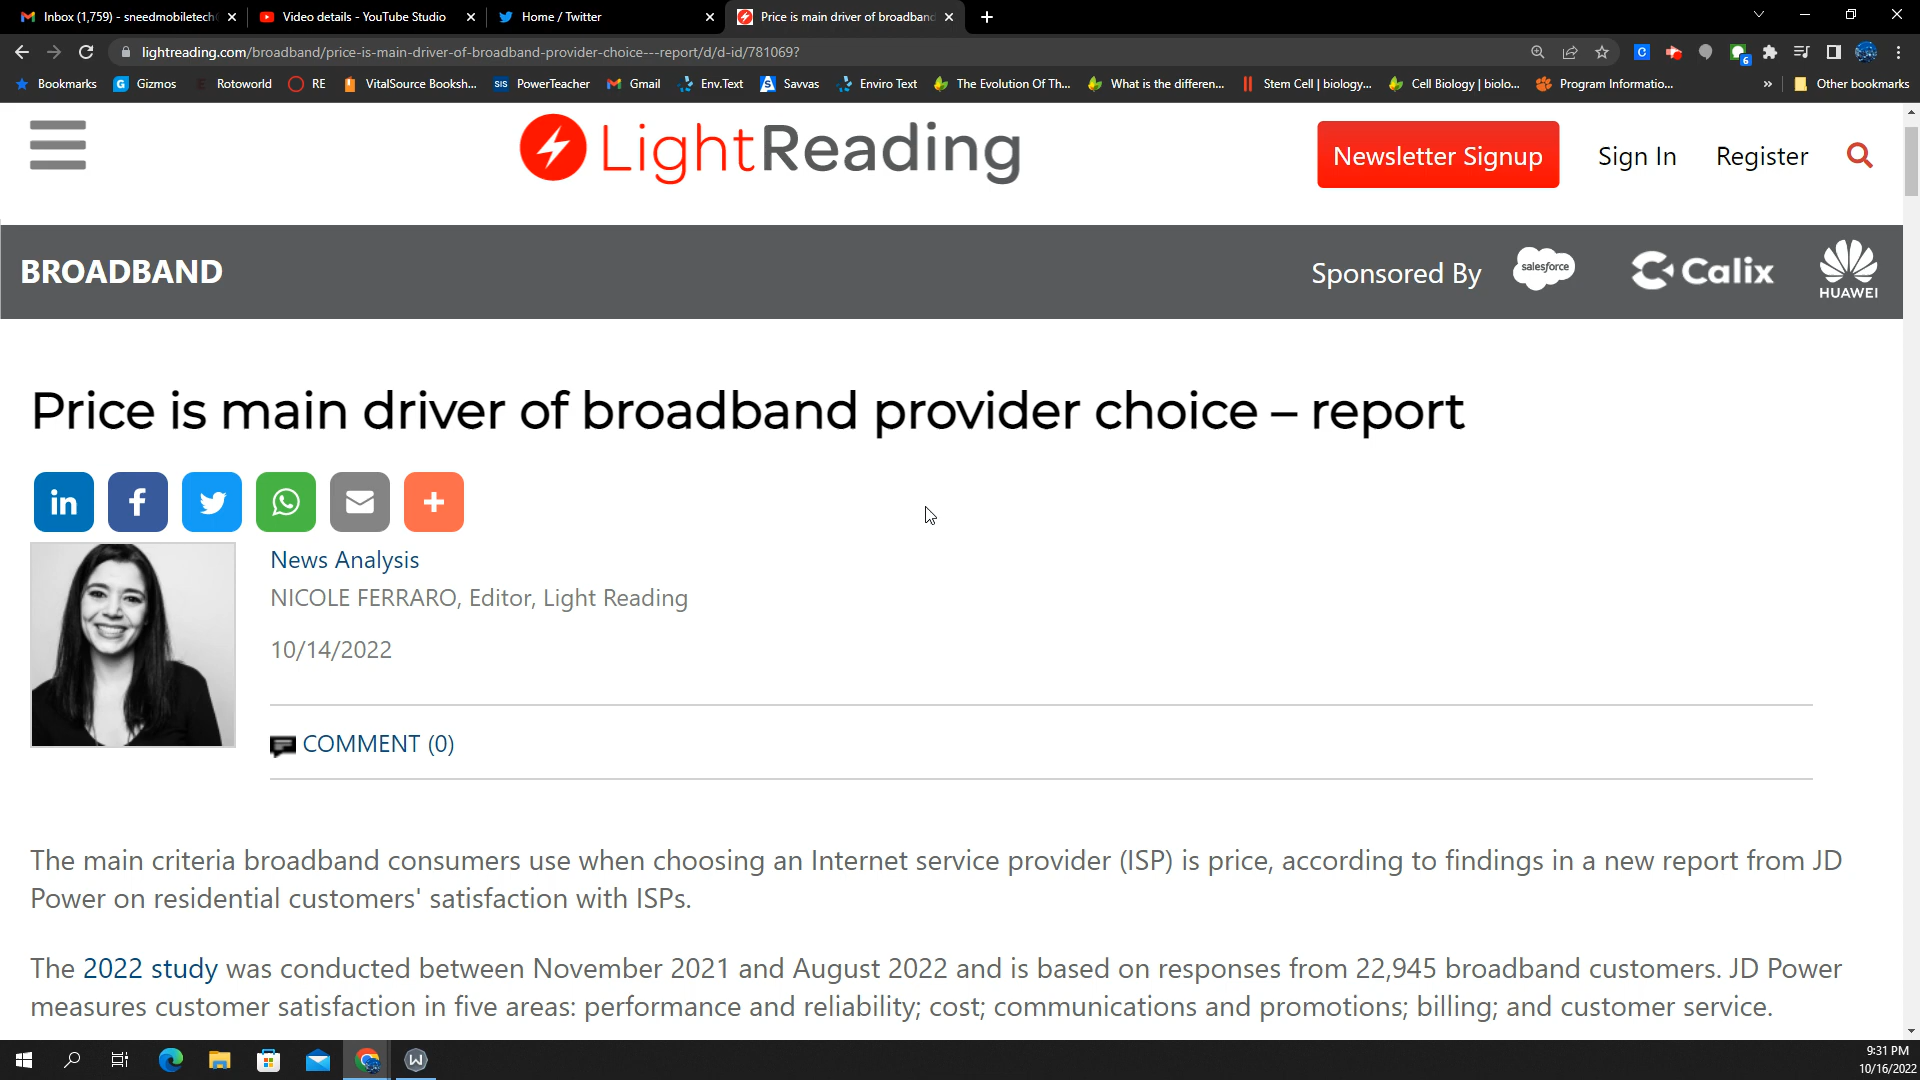 Inbox (1,759) - sneedmobiletech
Video details - YouTube Studio
Home / Twitter
Price is main driver of broadband
lightreading.com/broadband/price-is-main-driver-of-broadband-provider-choice---report/d/d-id/781069?
Bookmarks
Gizmos
Rotoworld
RE
VitalSource Booksh...
SIS PowerTeacher
Gmail
Env.Text
Savvas
Enviro Text
The Evolution Of Th...
What is the differen...
Stem Cell | biology...
Cell Biology | biolo...
Program Informatio...
» Other bookmarks
LightReading
Newsletter Signup
Sign In
Register
BROADBAND
Sponsored By
salesforce
Calix
HUAWEI
Price is main driver of broadband provider choice – report
News Analysis
NICOLE FERRARO, Editor, Light Reading
10/14/2022
COMMENT (0)
The main criteria broadband consumers use when choosing an Internet service provider (ISP) is price, according to findings in a new report from JD
Power on residential customers' satisfaction with ISPs.
The 2022 study was conducted between November 2021 and August 2022 and is based on responses from 22,945 broadband customers. JD Power
measures customer satisfaction in five areas: performance and reliability; cost; communications and promotions; billing; and customer service.
9:31 PM
10/16/2022